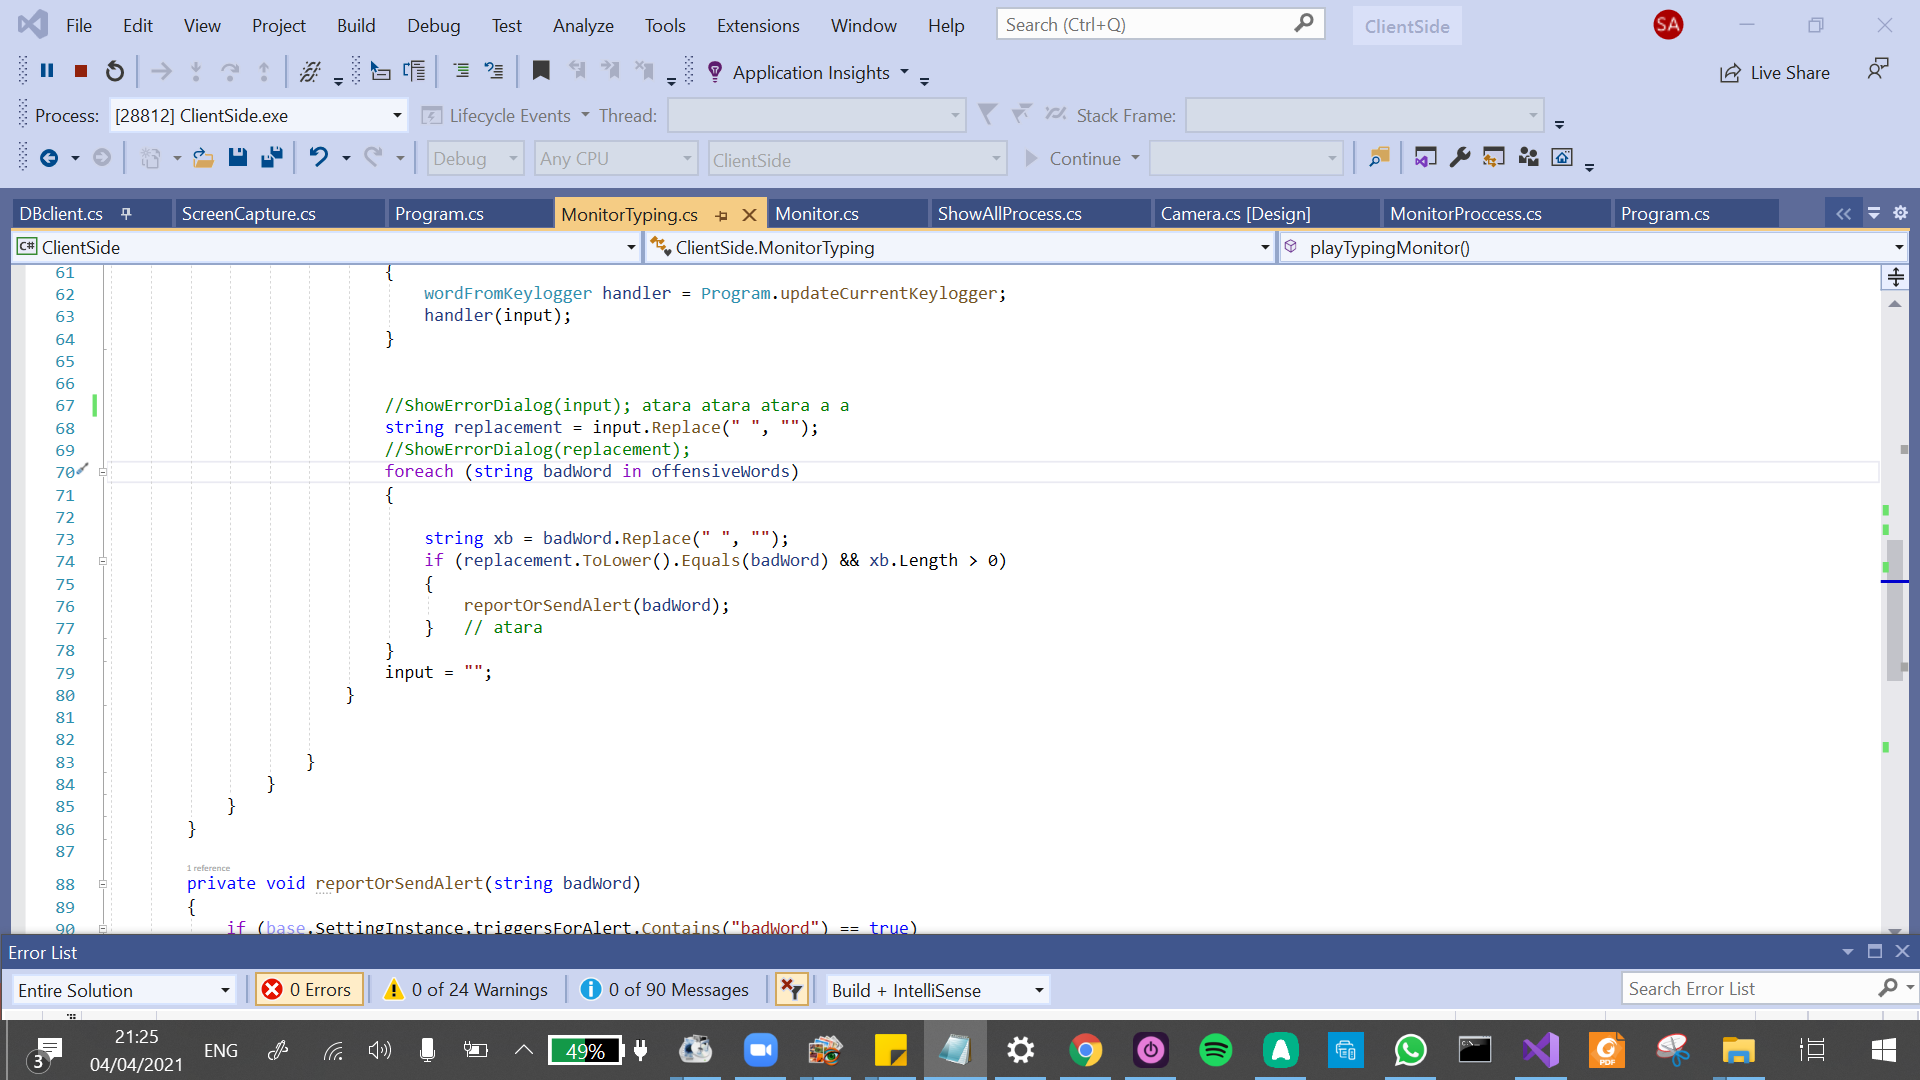 File Edit View Project Build Debug Test Analyze Tools Extensions Window Help Search (Ctrl+Q) ClientSide SA
Application Insights Live Share
Process: [28812] ClientSide.exe Lifecycle Events Thread: Stack Frame:
Debug Any CPU ClientSide Continue
DBclient.cs ScreenCapture.cs Program.cs MonitorTyping.cs Monitor.cs ShowAllProcess.cs Camera.cs [Design] MonitorProccess.cs Program.cs
C# ClientSide ClientSide.MonitorTyping playTypingMonitor()
61 {
62 wordFromKeylogger handler = Program.updateCurrentKeylogger;
63 handler(input);
64 }
65
66
67 //ShowErrorDialog(input); atara atara atara a a
68 string replacement = input.Replace(" ", "");
69 //ShowErrorDialog(replacement);
70 foreach (string badWord in offensiveWords)
71 {
72
73 string xb = badWord.Replace(" ", "");
74 if (replacement.ToLower().Equals(badWord) && xb.Length > 0)
75 {
76 reportOrSendAlert(badWord);
77 } // atara
78 }
79 input = "";
80 }
81
82
83 }
84 }
85 }
86 }
87
1 reference
88 private void reportOrSendAlert(string badWord)
89 {
90 if (base.SettingInstance.triggersForAlert.Contains("badWord") == true)
Error List
Entire Solution 0 Errors 0 of 24 Warnings 0 of 90 Messages Build + IntelliSense Search Error List
3 21:25 ENG 49% PDF
04/04/2021